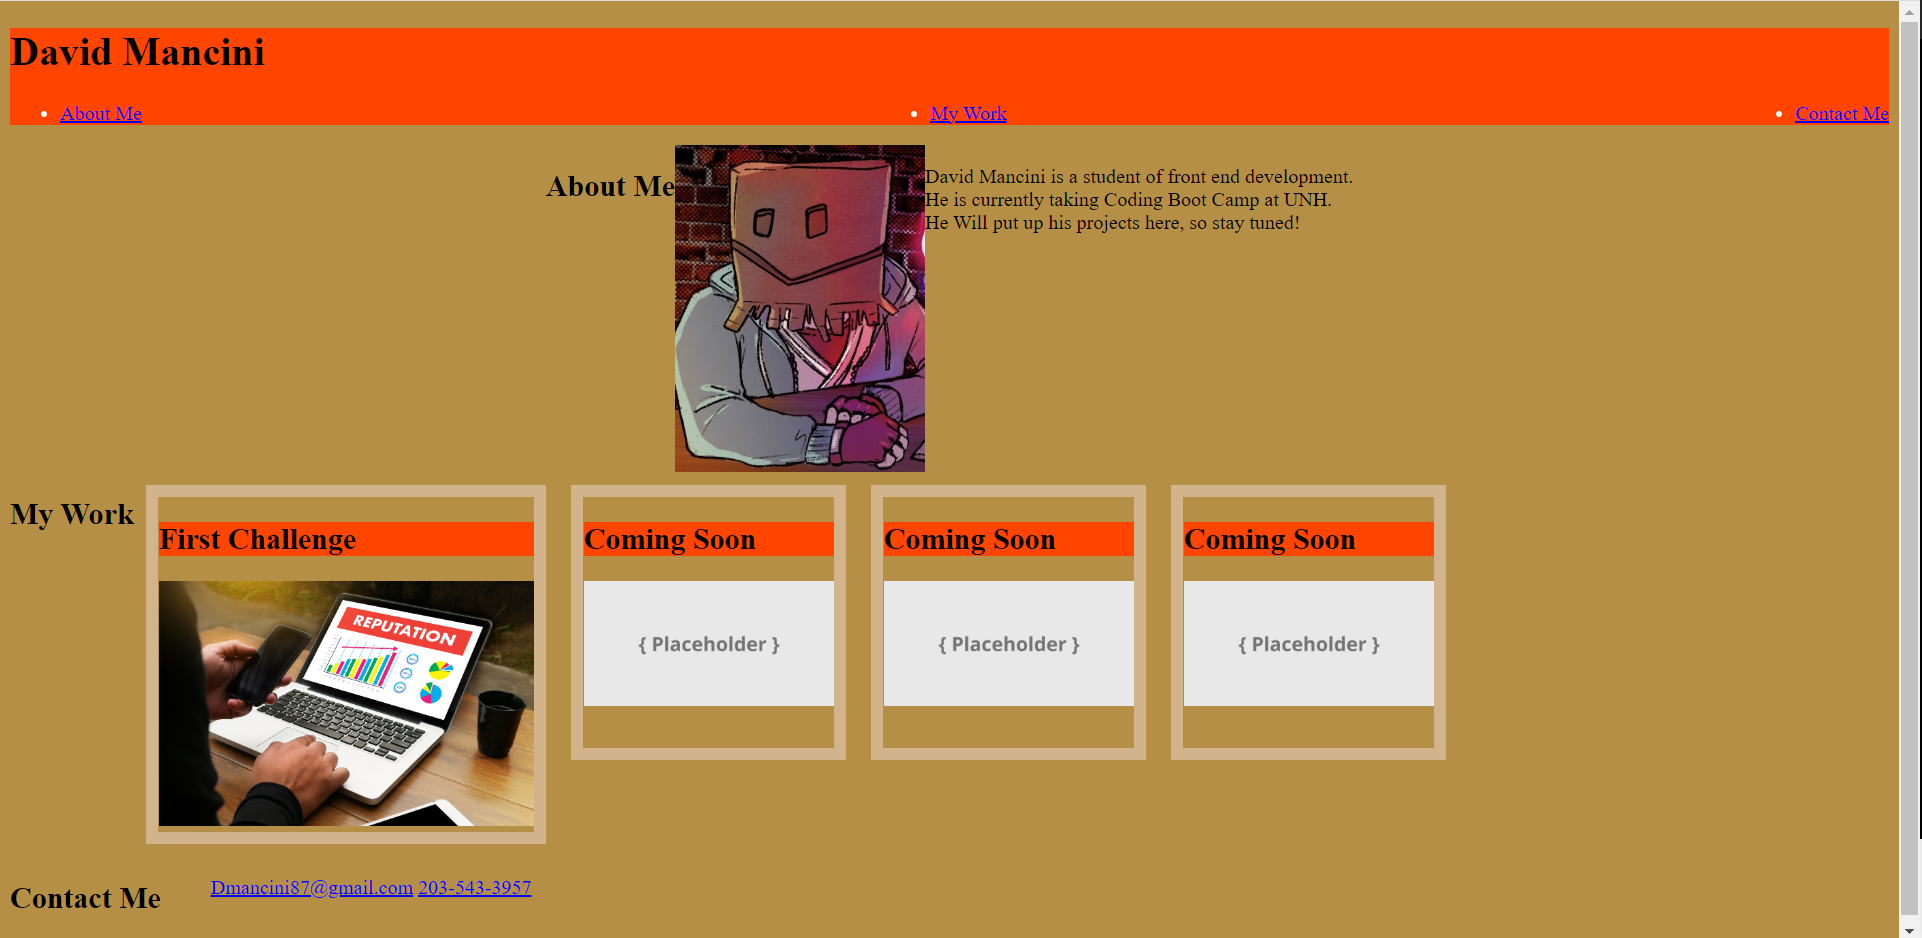 David Mancini
About Me
My Work
Contact Me
About Me
David Mancini is a student of front end development.
He is currently taking Coding Boot Camp at UNH.
He Will put up his projects here, so stay tuned!
My Work
First Challenge
REPUTATION
Coming Soon
{ Placeholder }
Coming Soon
{ Placeholder }
Coming Soon
{ Placeholder }
Contact Me
Dmancini87@gmail.com 203-543-3957